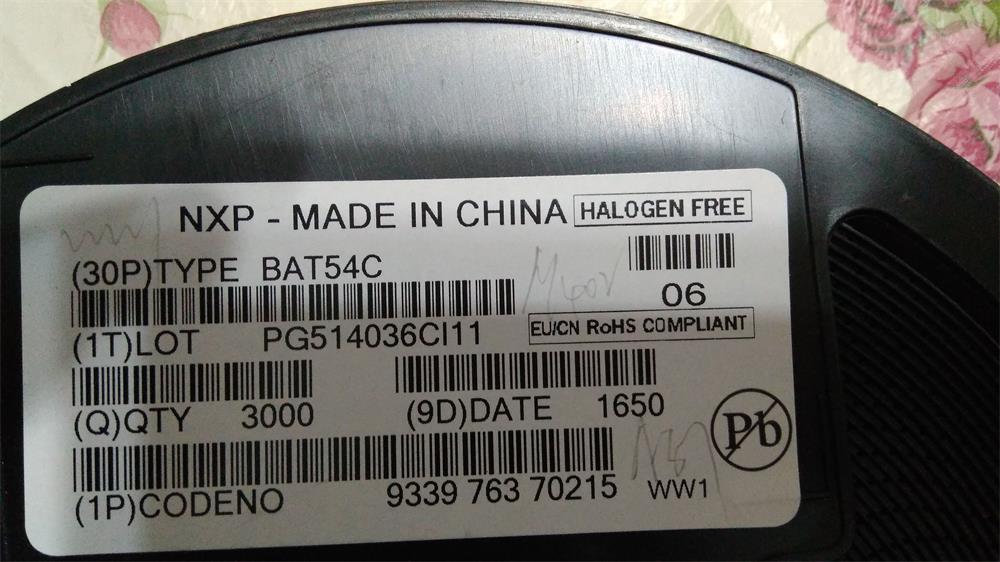 NXP - MADE IN CHINA HALOGEN FREE
(30P)TYPE BAT54C
06
(1T)LOT PG514036CI11
EU/CN RoHS COMPLIANT
(Q)QTY 3000 (9D)DATE 1650
Pb
(1P)CODENO 9339 763 70215 WW1